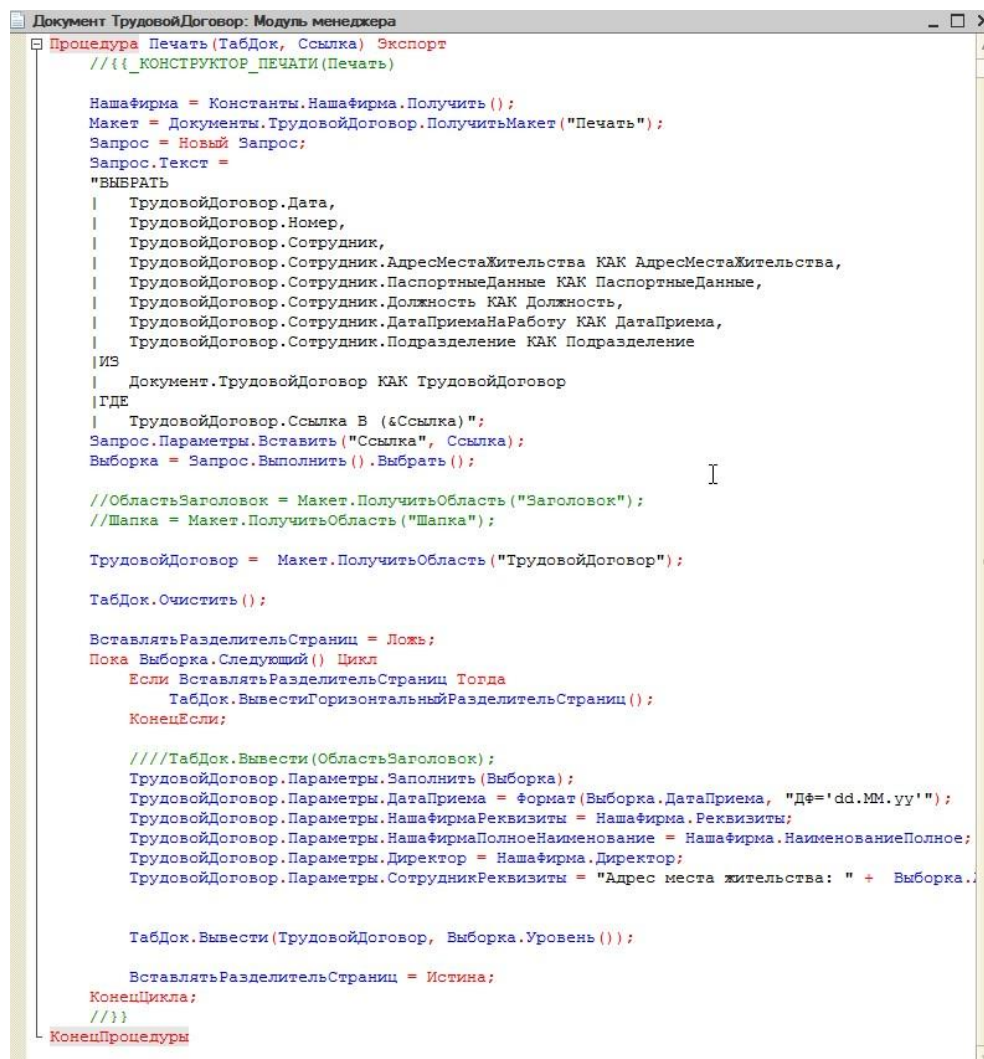 Документ ТрудовойДоговор: Модуль менеджера
Процедура Печать(ТабДок, Ссылка) Экспорт
//{{_КОНСТРУКТОР_ПЕЧАТИ(Печать)
НашаФирма = Константы.НашаФирма.Получить();
Макет = Документы.ТрудовойДоговор.ПолучитьМакет("Печать");
Запрос = Новый Запрос;
Запрос.Текст =
"ВЫБРАТЬ
|   ТрудовойДоговор.Дата,
|   ТрудовойДоговор.Номер,
|   ТрудовойДоговор.Сотрудник,
|   ТрудовойДоговор.Сотрудник.АдресМестаЖительства КАК АдресМестаЖительства,
|   ТрудовойДоговор.Сотрудник.ПаспортныеДанные КАК ПаспортныеДанные,
|   ТрудовойДоговор.Сотрудник.Должность КАК Должность,
|   ТрудовойДоговор.Сотрудник.ДатаПриемаНаРаботу КАК ДатаПриема,
|   ТрудовойДоговор.Сотрудник.Подразделение КАК Подразделение
|ИЗ
|   Документ.ТрудовойДоговор КАК ТрудовойДоговор
|ГДЕ
|   ТрудовойДоговор.Ссылка В (&Ссылка)";
Запрос.Параметры.Вставить("Ссылка", Ссылка);
Выборка = Запрос.Выполнить().Выбрать();
//ОбластьЗаголовок = Макет.ПолучитьОбласть("Заголовок");
//Шапка = Макет.ПолучитьОбласть("Шапка");
ТрудовойДоговор =  Макет.ПолучитьОбласть("ТрудовойДоговор");
ТабДок.Очистить();
ВставлятьРазделительСтраниц = Ложь;
Пока Выборка.Следующий() Цикл
Если ВставлятьРазделительСтраниц Тогда
ТабДок.ВывестиГоризонтальныйРазделительСтраниц();
КонецЕсли;
////ТабДок.Вывести(ОбластьЗаголовок);
ТрудовойДоговор.Параметры.Заполнить(Выборка);
ТрудовойДоговор.Параметры.ДатаПриема = Формат(Выборка.ДатаПриема, "ДФ='dd.MM.yy'");
ТрудовойДоговор.Параметры.НашаФирмаРеквизиты = НашаФирма.Реквизиты;
ТрудовойДоговор.Параметры.НашаФирмаПолноеНаименование = НашаФирма.НаименованиеПолное;
ТрудовойДоговор.Параметры.Директор = НашаФирма.Директор;
ТрудовойДоговор.Параметры.СотрудникРеквизиты = "Адрес места жительства: " +  Выборка.
ТабДок.Вывести(ТрудовойДоговор, Выборка.Уровень());
ВставлятьРазделительСтраниц = Истина;
КонецЦикла;
//}}
КонецПроцедуры